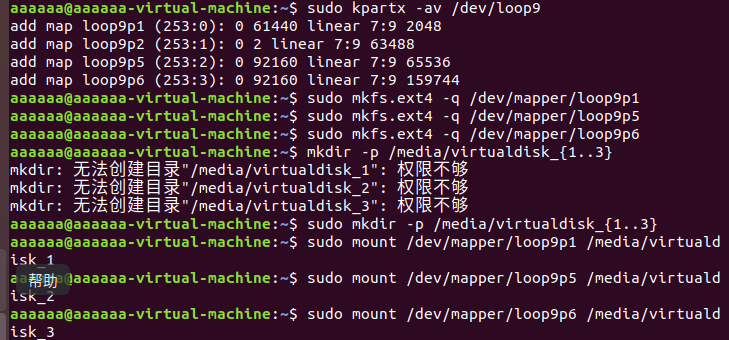 aaaaaa@aaaaaa-virtual-machine:~$ sudo kpartx -av /dev/loop9
add map loop9p1 (253:0): 0 61440 linear 7:9 2048
add map loop9p2 (253:1): 0 2 linear 7:9 63488
add map loop9p5 (253:2): 0 92160 linear 7:9 65536
add map loop9p6 (253:3): 0 92160 linear 7:9 159744
aaaaaa@aaaaaa-virtual-machine:~$ sudo mkfs.ext4 -q /dev/mapper/loop9p1
aaaaaa@aaaaaa-virtual-machine:~$ sudo mkfs.ext4 -q /dev/mapper/loop9p5
aaaaaa@aaaaaa-virtual-machine:~$ sudo mkfs.ext4 -q /dev/mapper/loop9p6
aaaaaa@aaaaaa-virtual-machine:~$ mkdir -p /media/virtualdisk_{1..3}
mkdir: 无法创建目录"/media/virtualdisk_1": 权限不够
mkdir: 无法创建目录"/media/virtualdisk_2": 权限不够
mkdir: 无法创建目录"/media/virtualdisk_3": 权限不够
aaaaaa@aaaaaa-virtual-machine:~$ sudo mkdir -p /media/virtualdisk_{1..3}
aaaaaa@aaaaaa-virtual-machine:~$ sudo mount /dev/mapper/loop9p1 /media/virtuald
isk_1
帮助
aaaaaa@aaaaaa-virtual-machine:~$ sudo mount /dev/mapper/loop9p5 /media/virtuald
isk_2
aaaaaa@aaaaaa-virtual-machine:~$ sudo mount /dev/mapper/loop9p6 /media/virtuald
isk_3